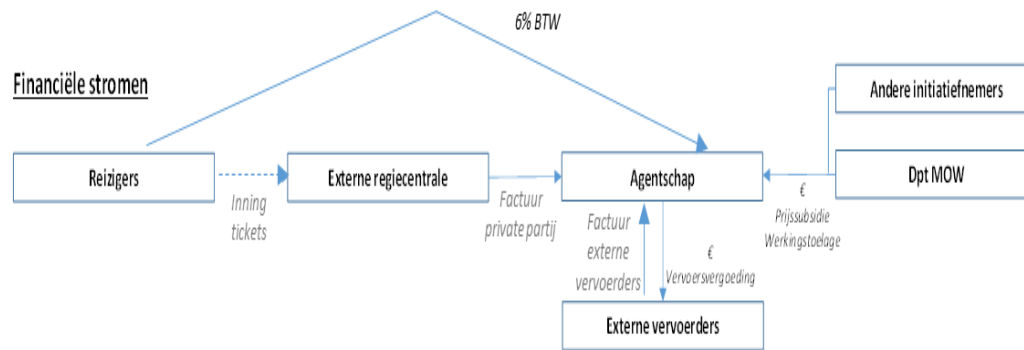 6% BTW
Financiële stromen
Andere initiatiefnemers
Reizigers
Externe regiecentrale
Agentschap
Dpt MOW
Inning
tickets
Factuur
private partij
Factuur
externe
vervoerders
€
Vervoersvergoeding
€
Prijssubsidie
Werkingstoelage
Externe vervoerders